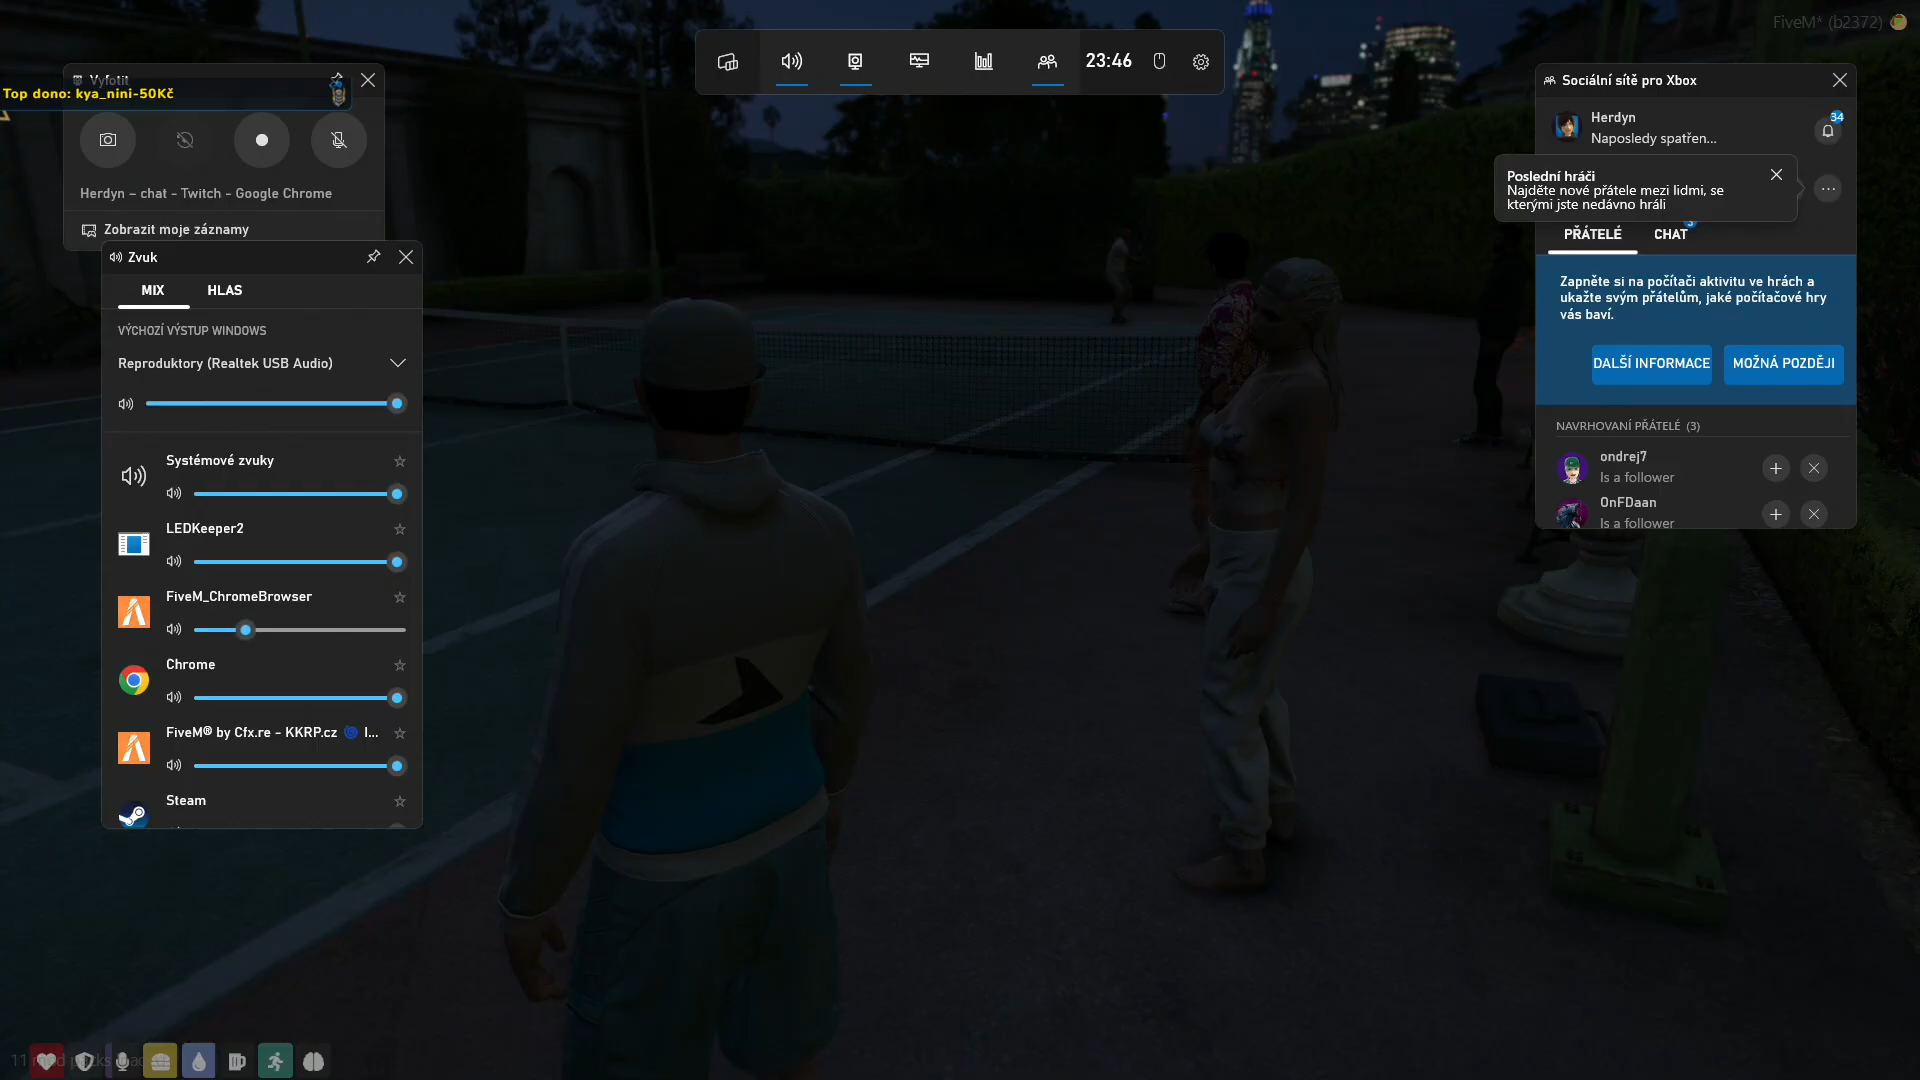 FiveM* (b2372)
23:46
Vyfotit
Top dono: kya_nini-50Kč
Herdyn – chat - Twitch - Google Chrome
Zobrazit moje záznamy
Zvuk
MIX
HLAS
VÝCHOZÍ VÝSTUP WINDOWS
Reproduktory (Realtek USB Audio)
Systémové zvuky
LEDKeeper2
FiveM_ChromeBrowser
Chrome
FiveM® by Cfx.re - KKRP.cz 🌀 I...
Steam
Sociální sítě pro Xbox
Herdyn
Naposledy spatřen...
34
Poslední hráči
Najděte nové přátele mezi lidmi, se
kterými jste nedávno hráli
PŘÁTELÉ
CHAT
Zapněte si na počítači aktivitu ve hrách a
ukažte svým přátelům, jaké počítačové hry
vás baví.
DALŠÍ INFORMACE
MOŽNÁ POZDĚJI
NAVRHOVANÍ PŘÁTELÉ (3)
ondrej7
Is a follower
OnFDaan
Is a follower
11